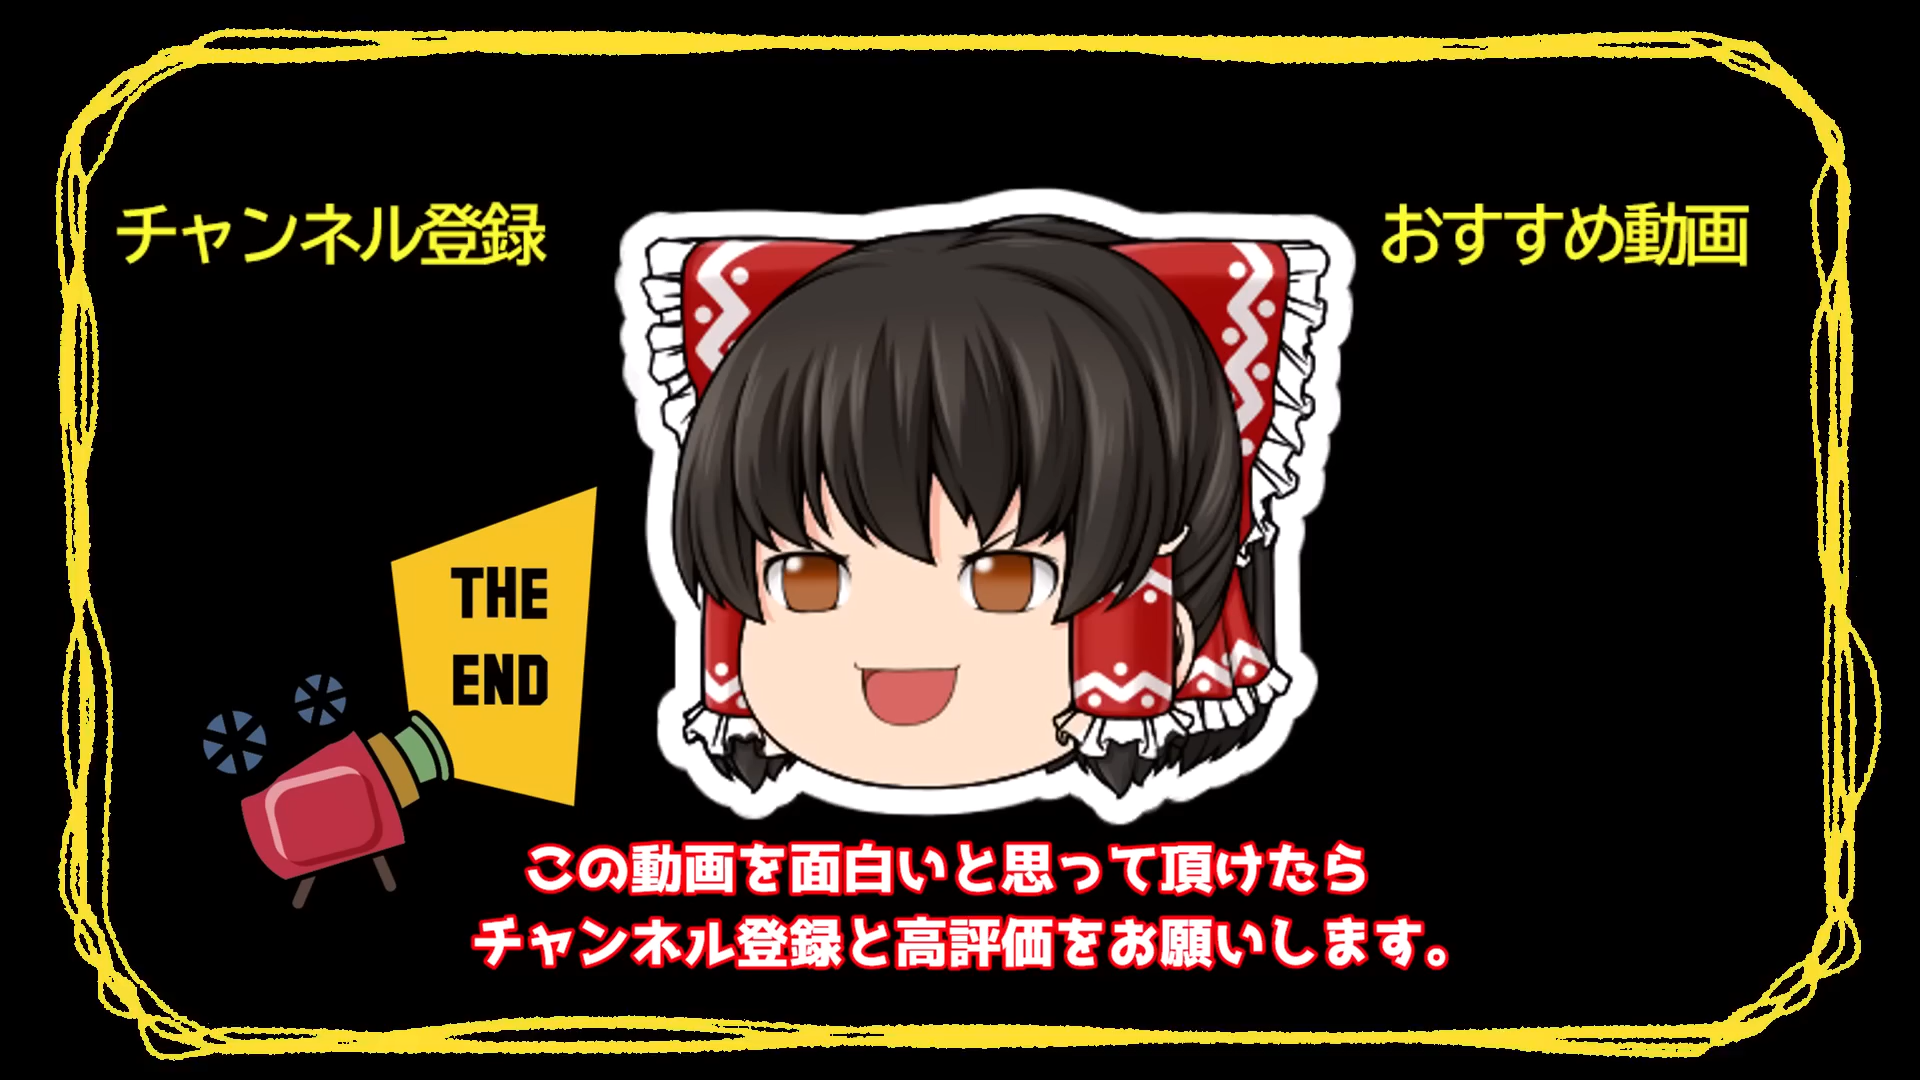 チャンネル登録
おすすめ動画
THE
END
この動画を面白いと思って頂けたら
チャンネル登録と高評価をお願いします。